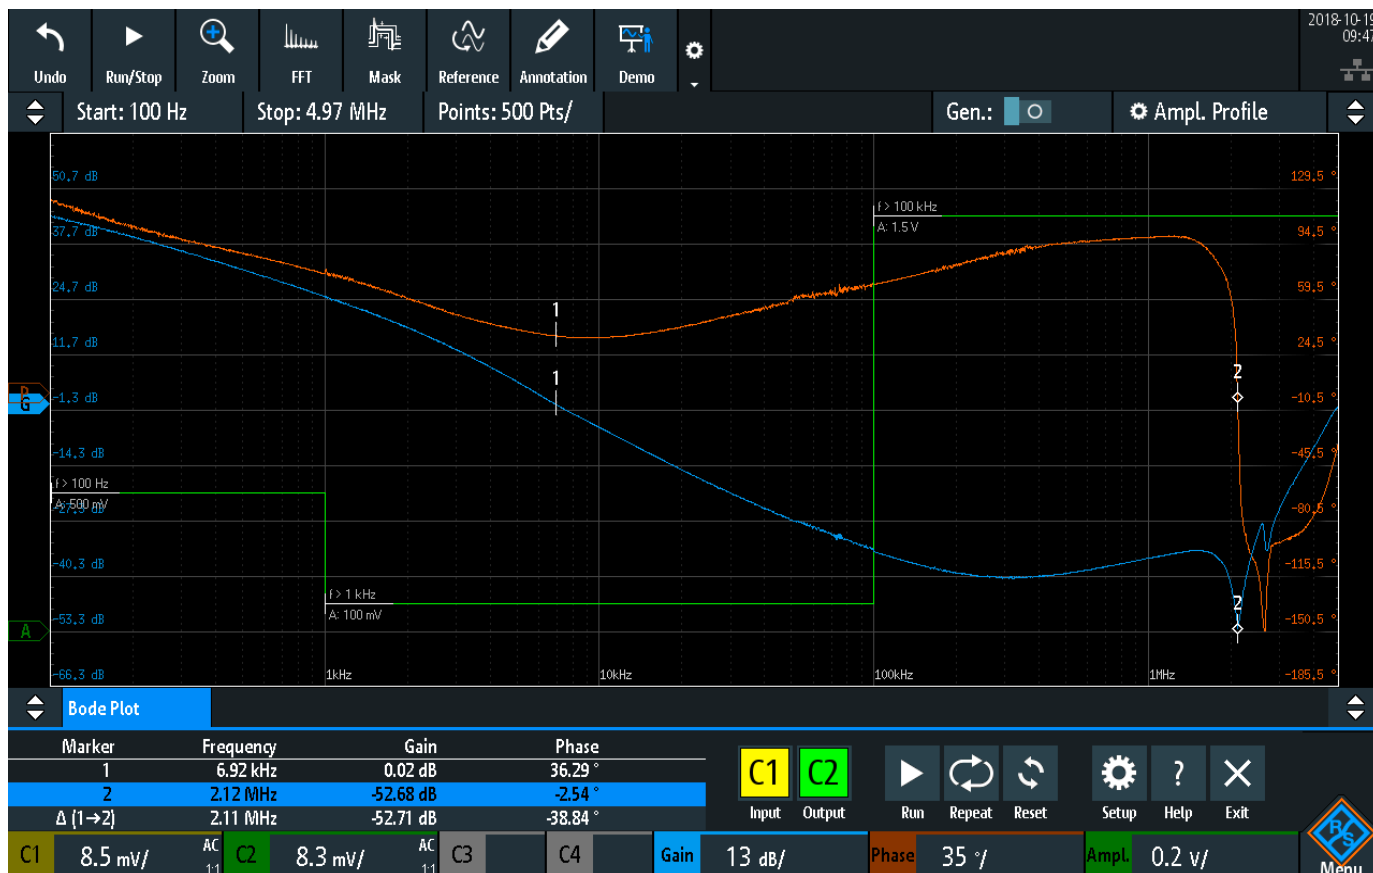 2018-10-19
09:47
Undo Run/Stop Zoom FFT Mask Reference Annotation Demo
Start: 100 Hz Stop: 4.97 MHz Points: 500 Pts/ Gen.: Ampl. Profile
50.7 dB 129.5 °
f> 100 kHz
A: 1.5 V
37.7 dB 94.5 °
24.7 dB 59.5 °
1
11.7 dB 24.5 °
1 2
P
G -1.3 dB -10.5 °
-14.3 dB -45.5 °
f> 100 Hz
A: 500 mV
-80.5 °
-40.3 dB -115.5 °
f> 1 kHz
A: 100 mV
2
A -53.3 dB -150.5 °
-66.3 dB 1kHz 10kHz 100kHz 1MHz -185.5 °
Bode Plot
Marker Frequency Gain Phase
1 6.92 kHz 0.02 dB 36.29 °
2 2.12 MHz -52.68 dB -2.54 °
Δ (1→2) 2.11 MHz -52.71 dB -38.84 °
C1 C2
Input Output Run Repeat Reset Setup Help Exit
C1 8.5 mV/ AC 1:1 C2 8.3 mV/ AC 1:1 C3 C4 Gain 13 dB/ Phase 35 °/ Ampl. 0.2 V/ R&S Menu